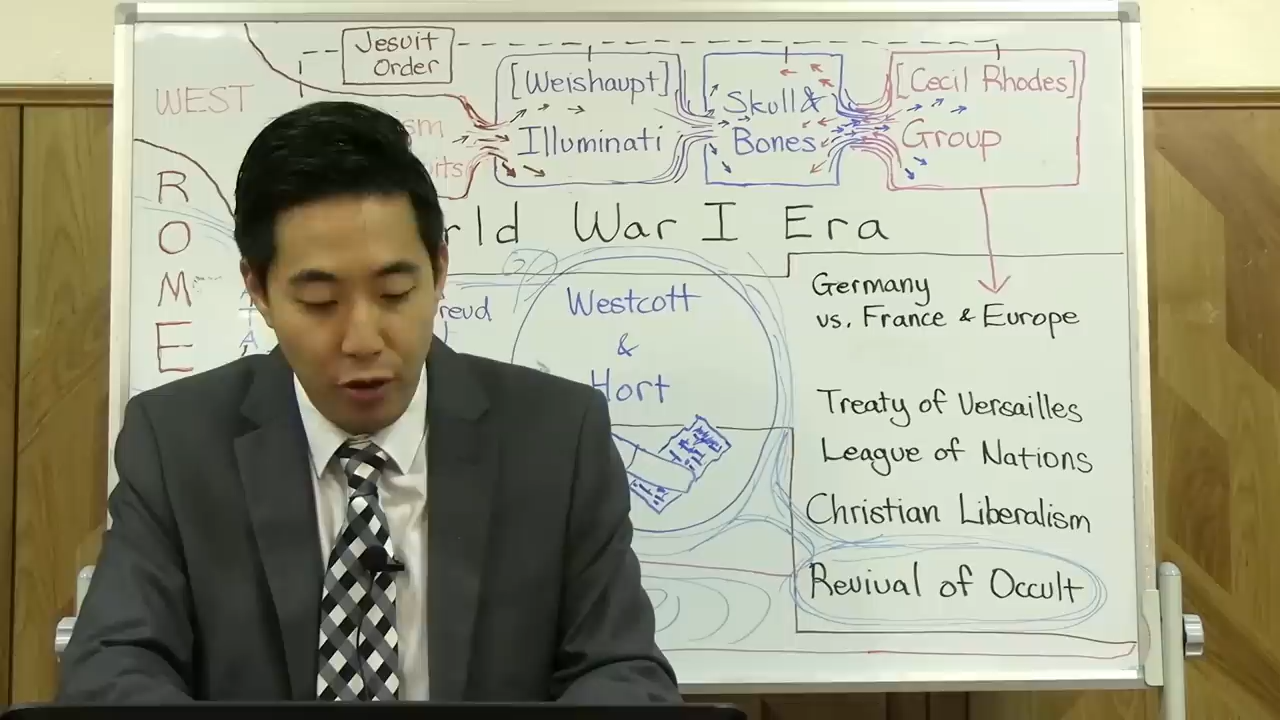 Jesuit
Order
[Weishaupt]
[Cecil Rhodes]
WEST
Skull &
Illuminati
Bones
Group
ROME
War I Era
Westcott
&
Hort
Germany
vs. France & Europe
Treaty of Versailles
League of Nations
Christian Liberalism
Revival of Occult